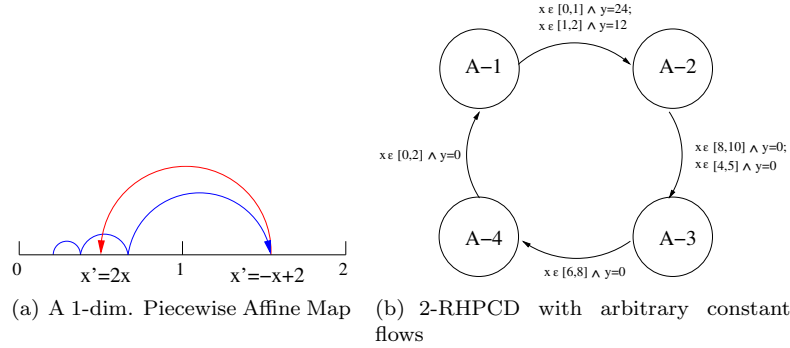 x ε [0,1] ∧ y=24;
x ε [1,2] ∧ y=12
A−1
A−2
x ε [0,2] ∧ y=0
x ε [8,10] ∧ y=0;
x ε [4,5] ∧ y=0
A−4
A−3
x ε [6,8] ∧ y=0
0
1
2
x'=2x
x'=−x+2
(a) A 1-dim. Piecewise Affine Map
(b) 2-RHPCD with arbitrary constant
flows